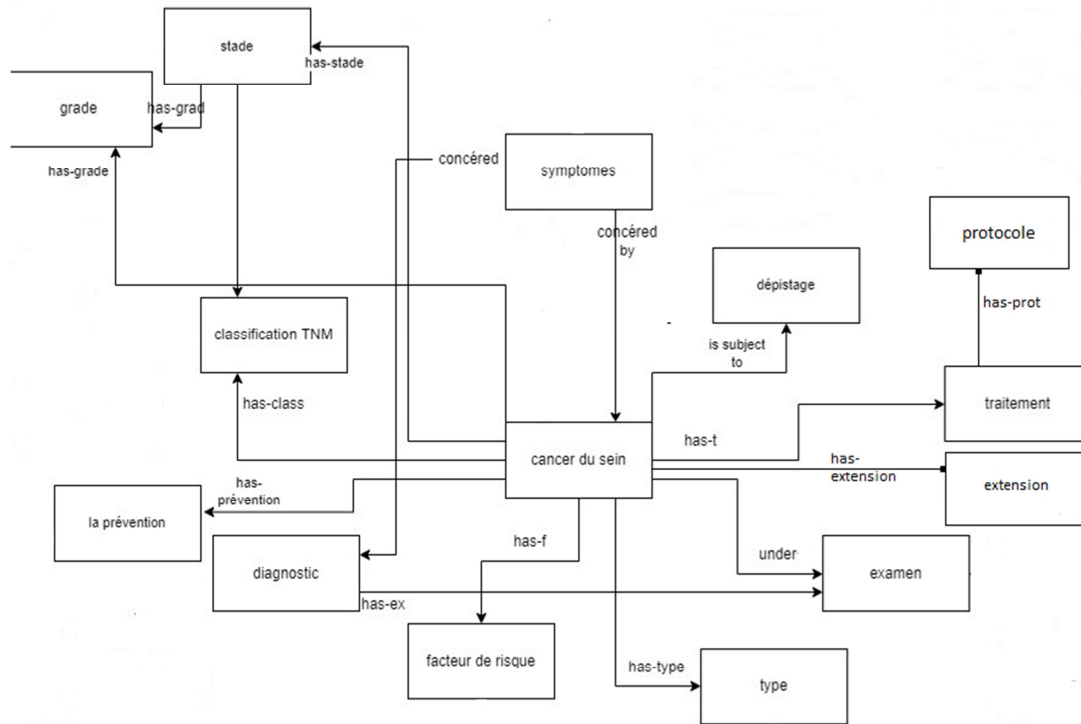 stade
has-stade
grade
has-grad
has-grade
concéred
symptomes
concéred
by
protocole
dépistage
has-prot
classification TNM
is subject
to
has-class
traitement
has-t
cancer du sein
has-
extension
extension
has-
prévention
la prévention
has-f
under
examen
diagnostic
has-ex
facteur de risque
has-type
type